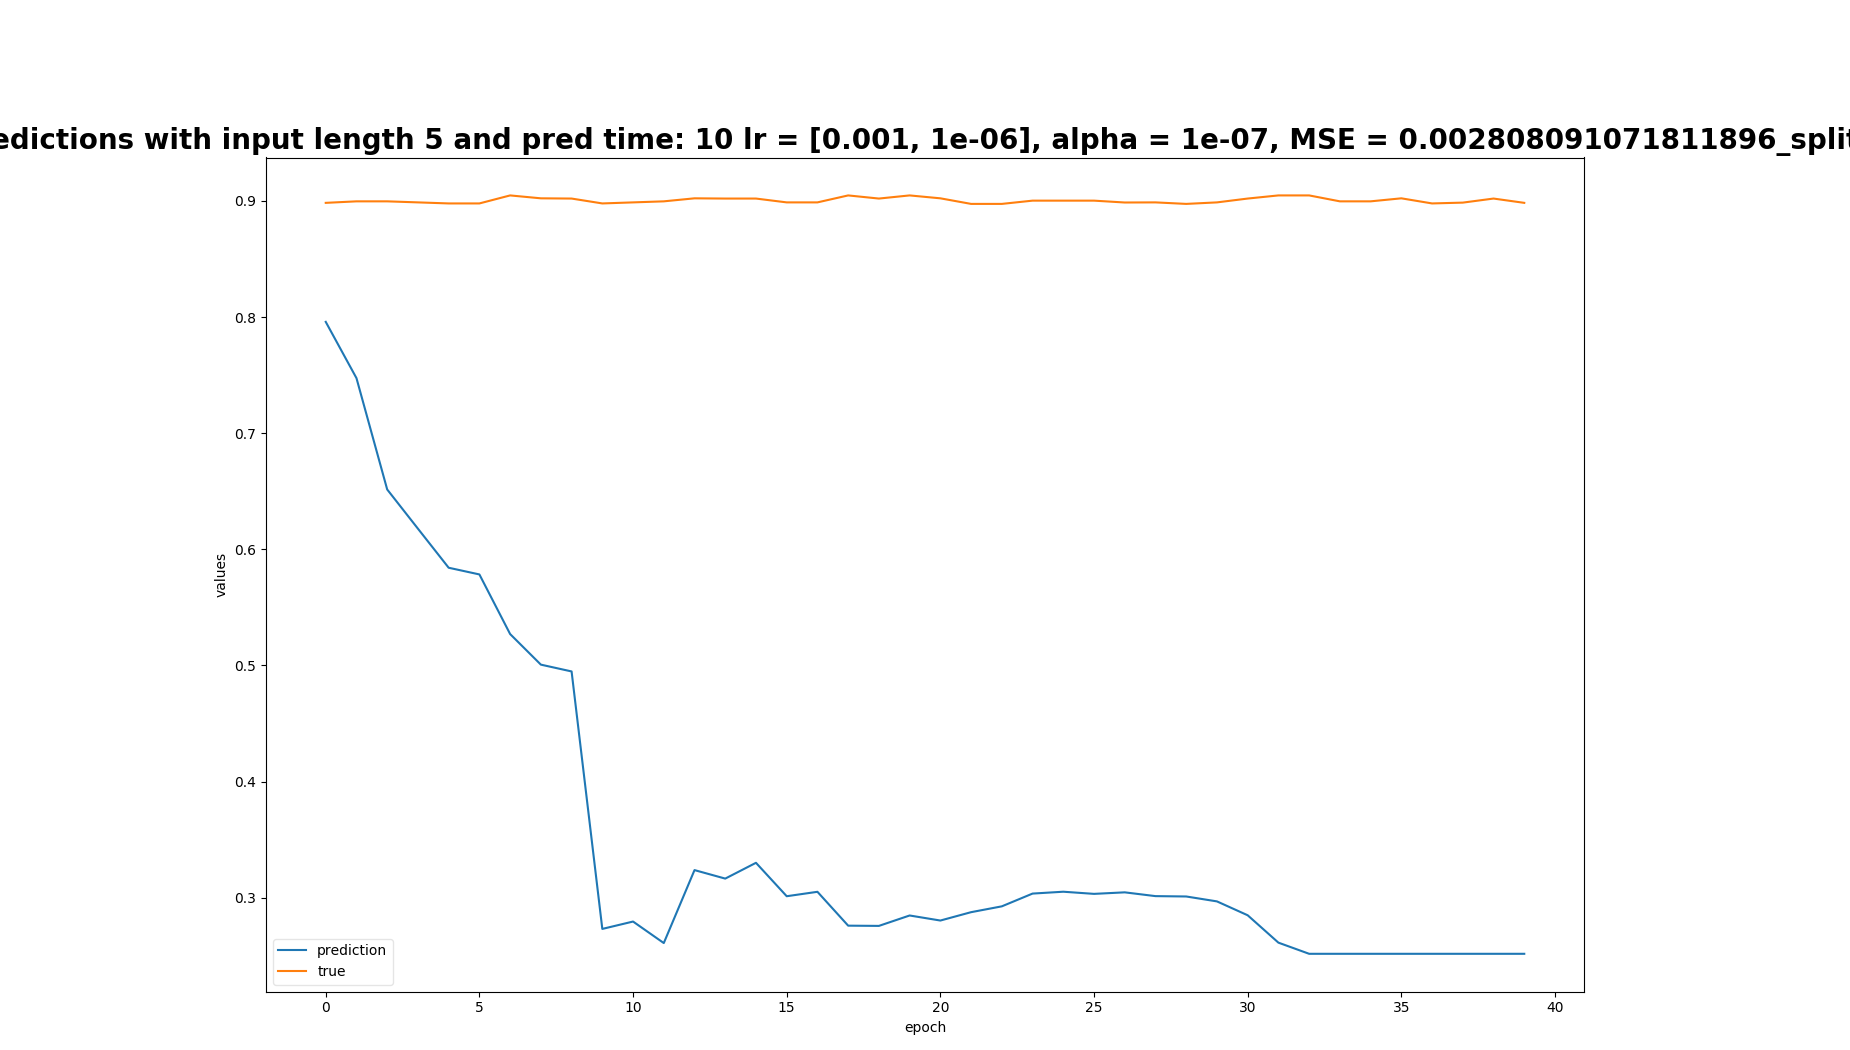 edictions with input length 5 and pred time: 10 lr = [0.001, 1e-06], alpha = 1e-07, MSE = 0.002808091071811896_split
0.9
0.8
0.7
0.6
0.5
0.4
0.3
values
prediction
true
0 5 10 15 20 25 30 35 40
epoch